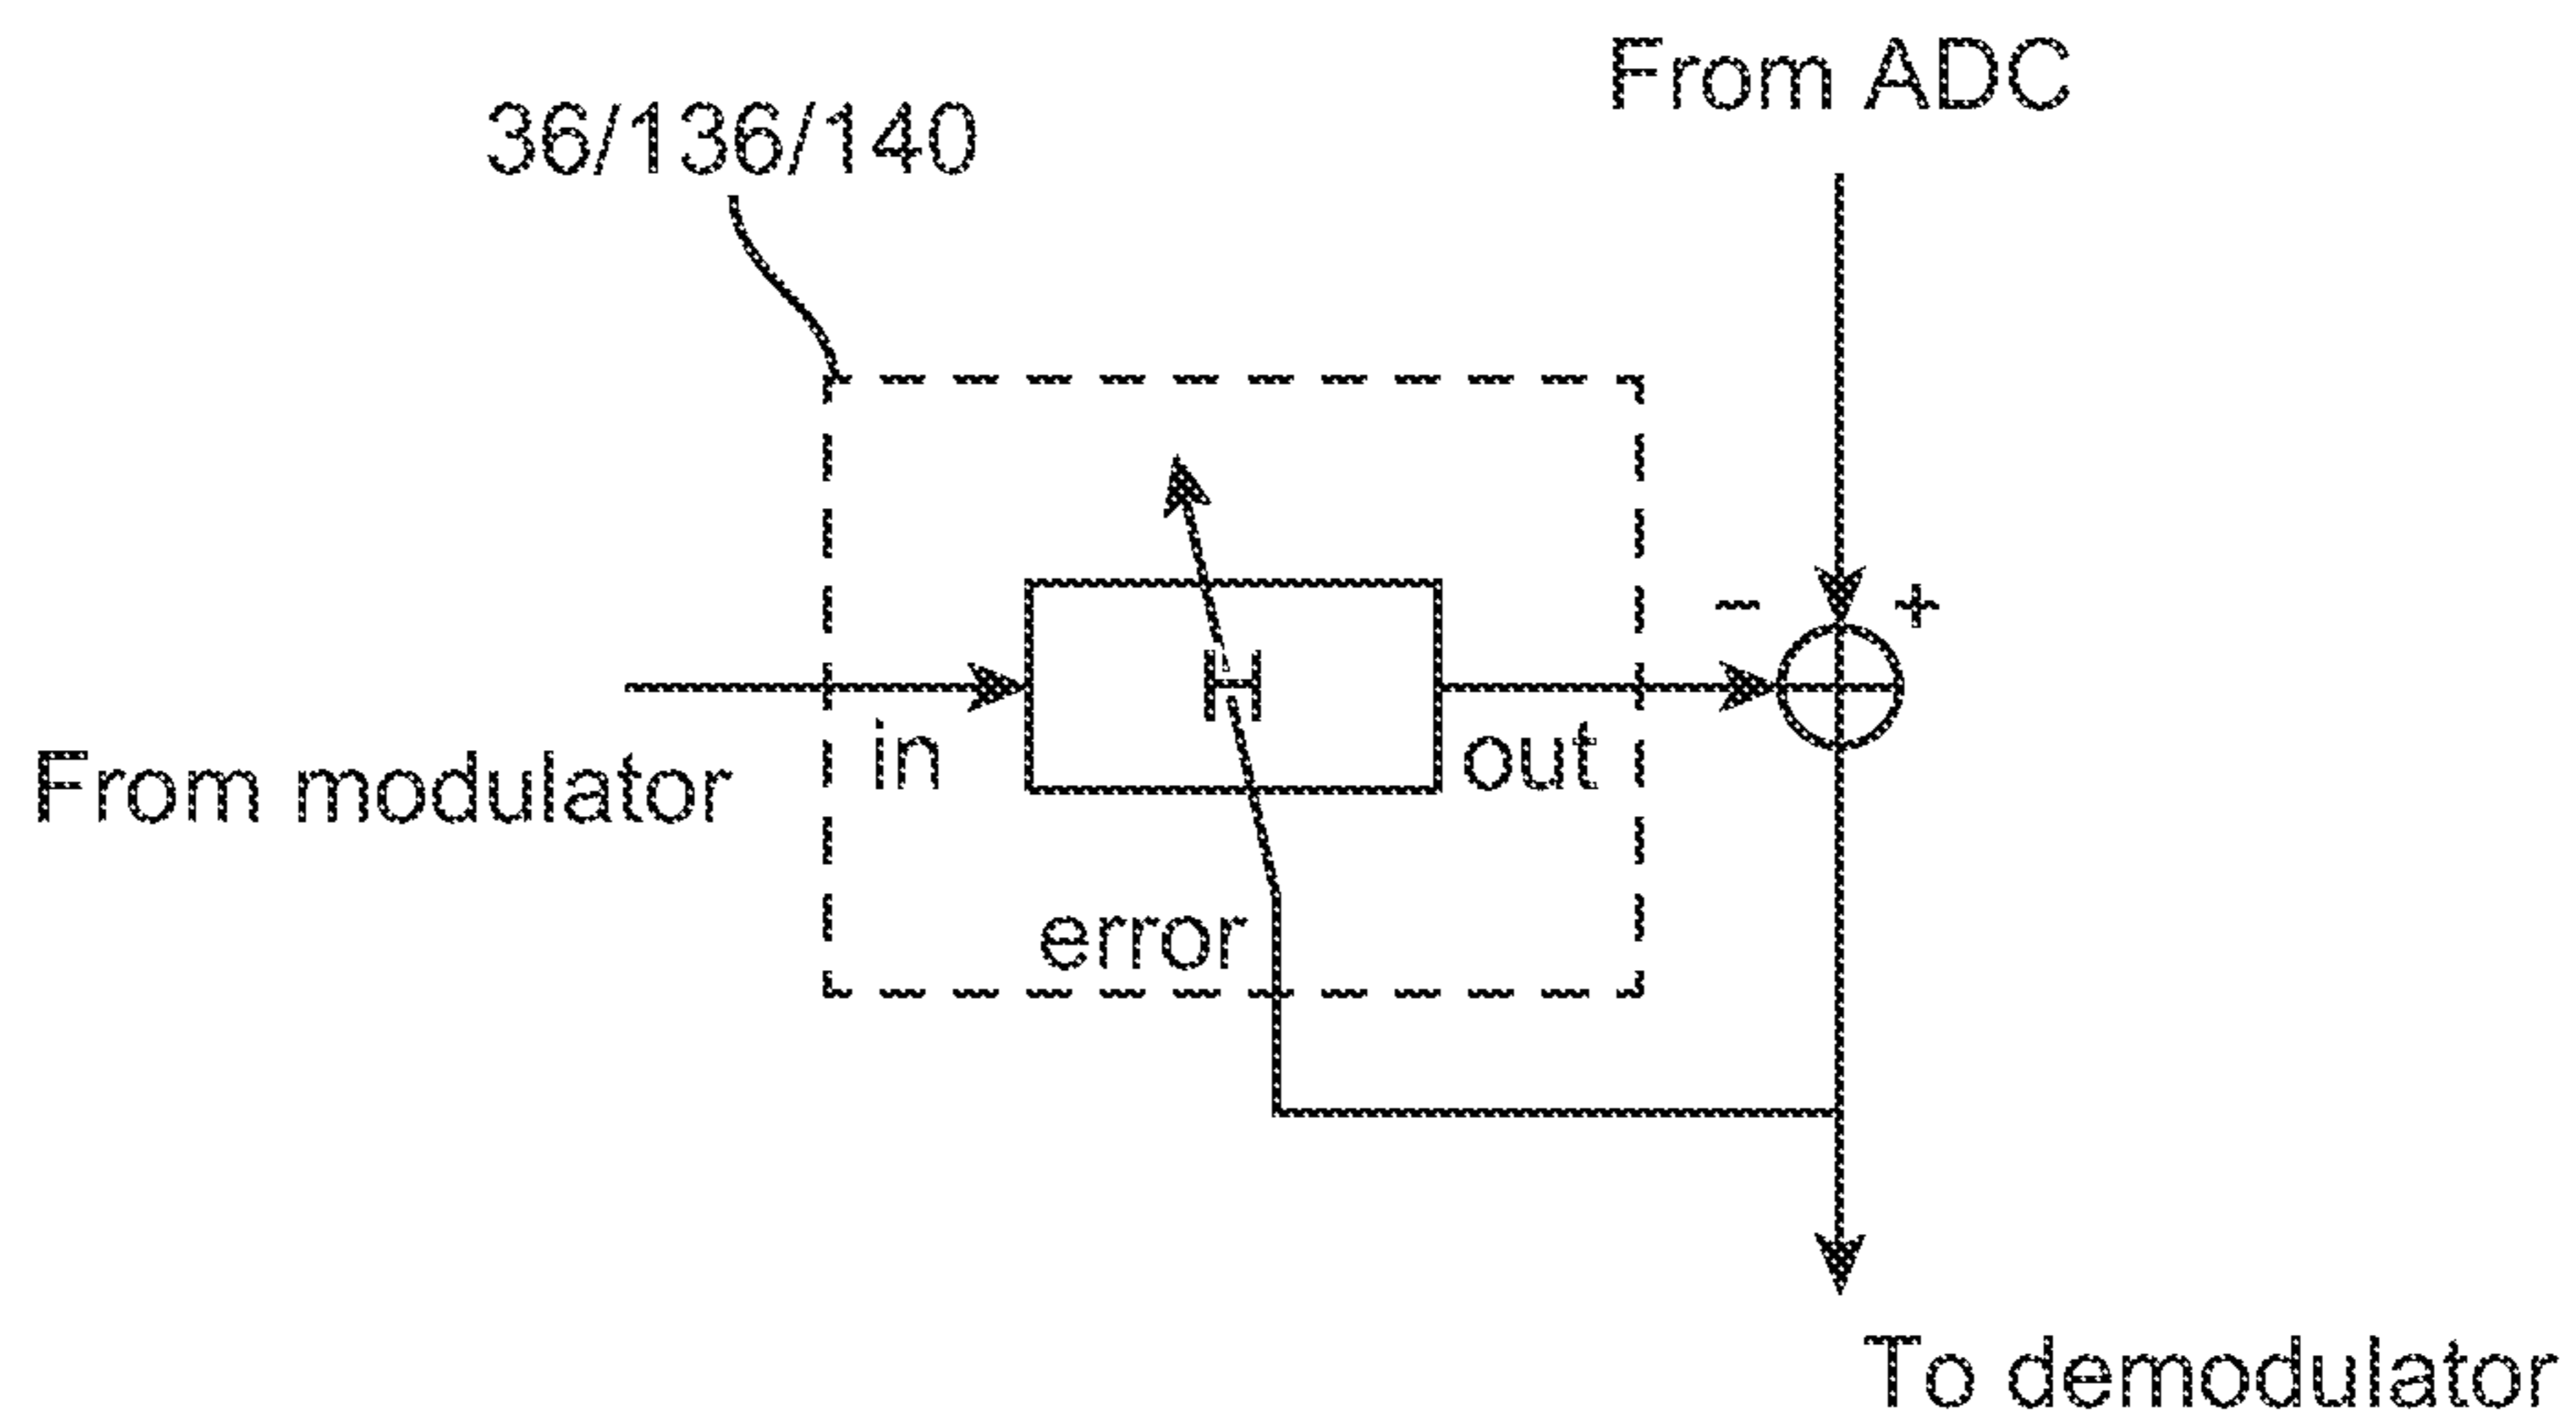 From ADC
36/136/140
- +
H
in
out
From modulator
error
To demodulator